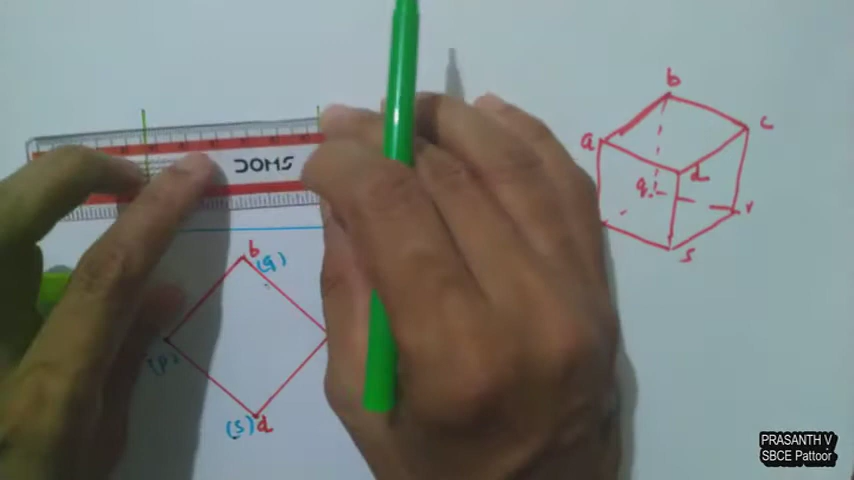 b
a
c
d
q
r
s
DOMS
b
(q)
(p)
(s) d
PRASANTH V
SBCE Pattoor